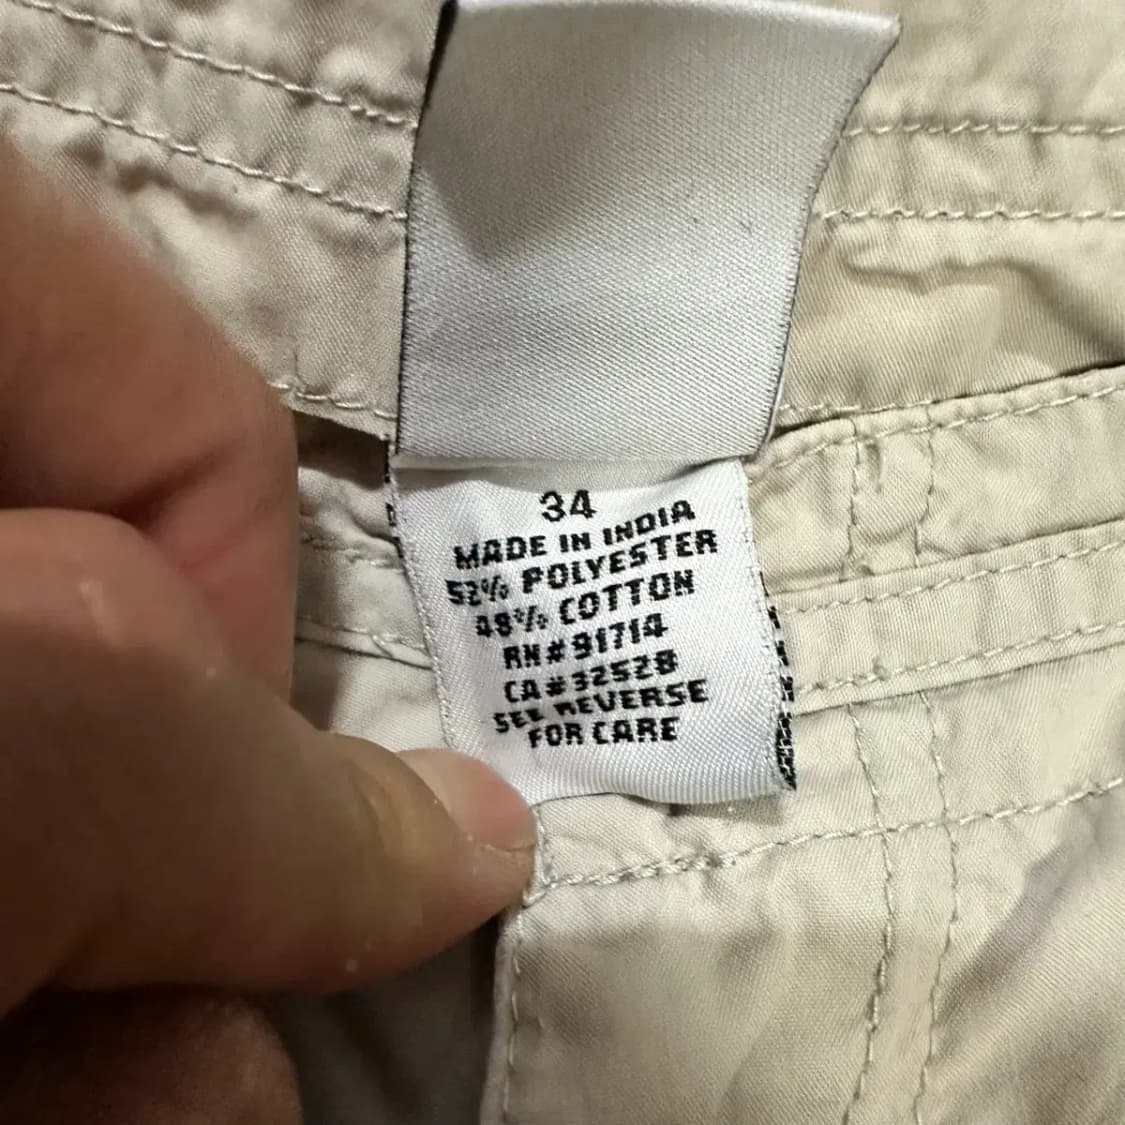 34
MADE IN INDIA
52% POLYESTER
48% COTTON
RN#91714
CA#32528
SEE REVERSE
FOR CARE